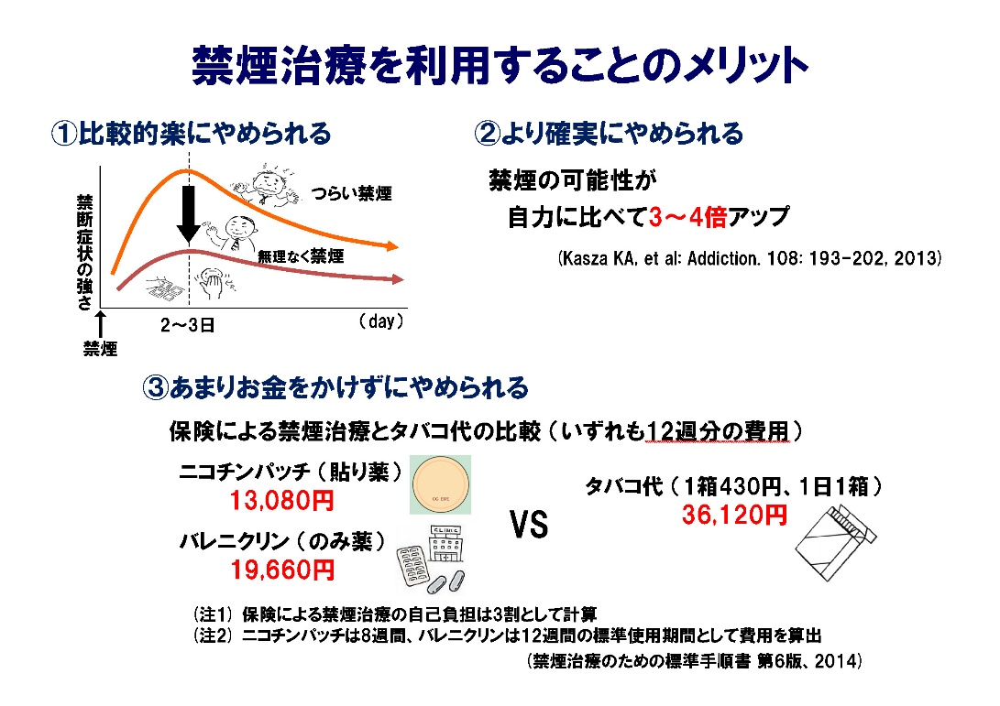 禁煙治療を利用することのメリット
①比較的楽にやめられる
禁断症状の強さ
つらい禁煙
無理なく禁煙
2～3日
（day）
禁煙
②より確実にやめられる
禁煙の可能性が
自力に比べて3～4倍アップ
(Kasza KA, et al: Addiction. 108: 193-202, 2013)
③あまりお金をかけずにやめられる
保険による禁煙治療とタバコ代の比較（いずれも12週分の費用）
ニコチンパッチ（貼り薬）
13,080円
バレニクリン（のみ薬）
19,660円
CLINIC
VS
タバコ代（1箱430円、1日1箱）
36,120円
（注1） 保険による禁煙治療の自己負担は3割として計算
（注2） ニコチンパッチは8週間、バレニクリンは12週間の標準使用期間として費用を算出
（禁煙治療のための標準手順書 第6版、2014）